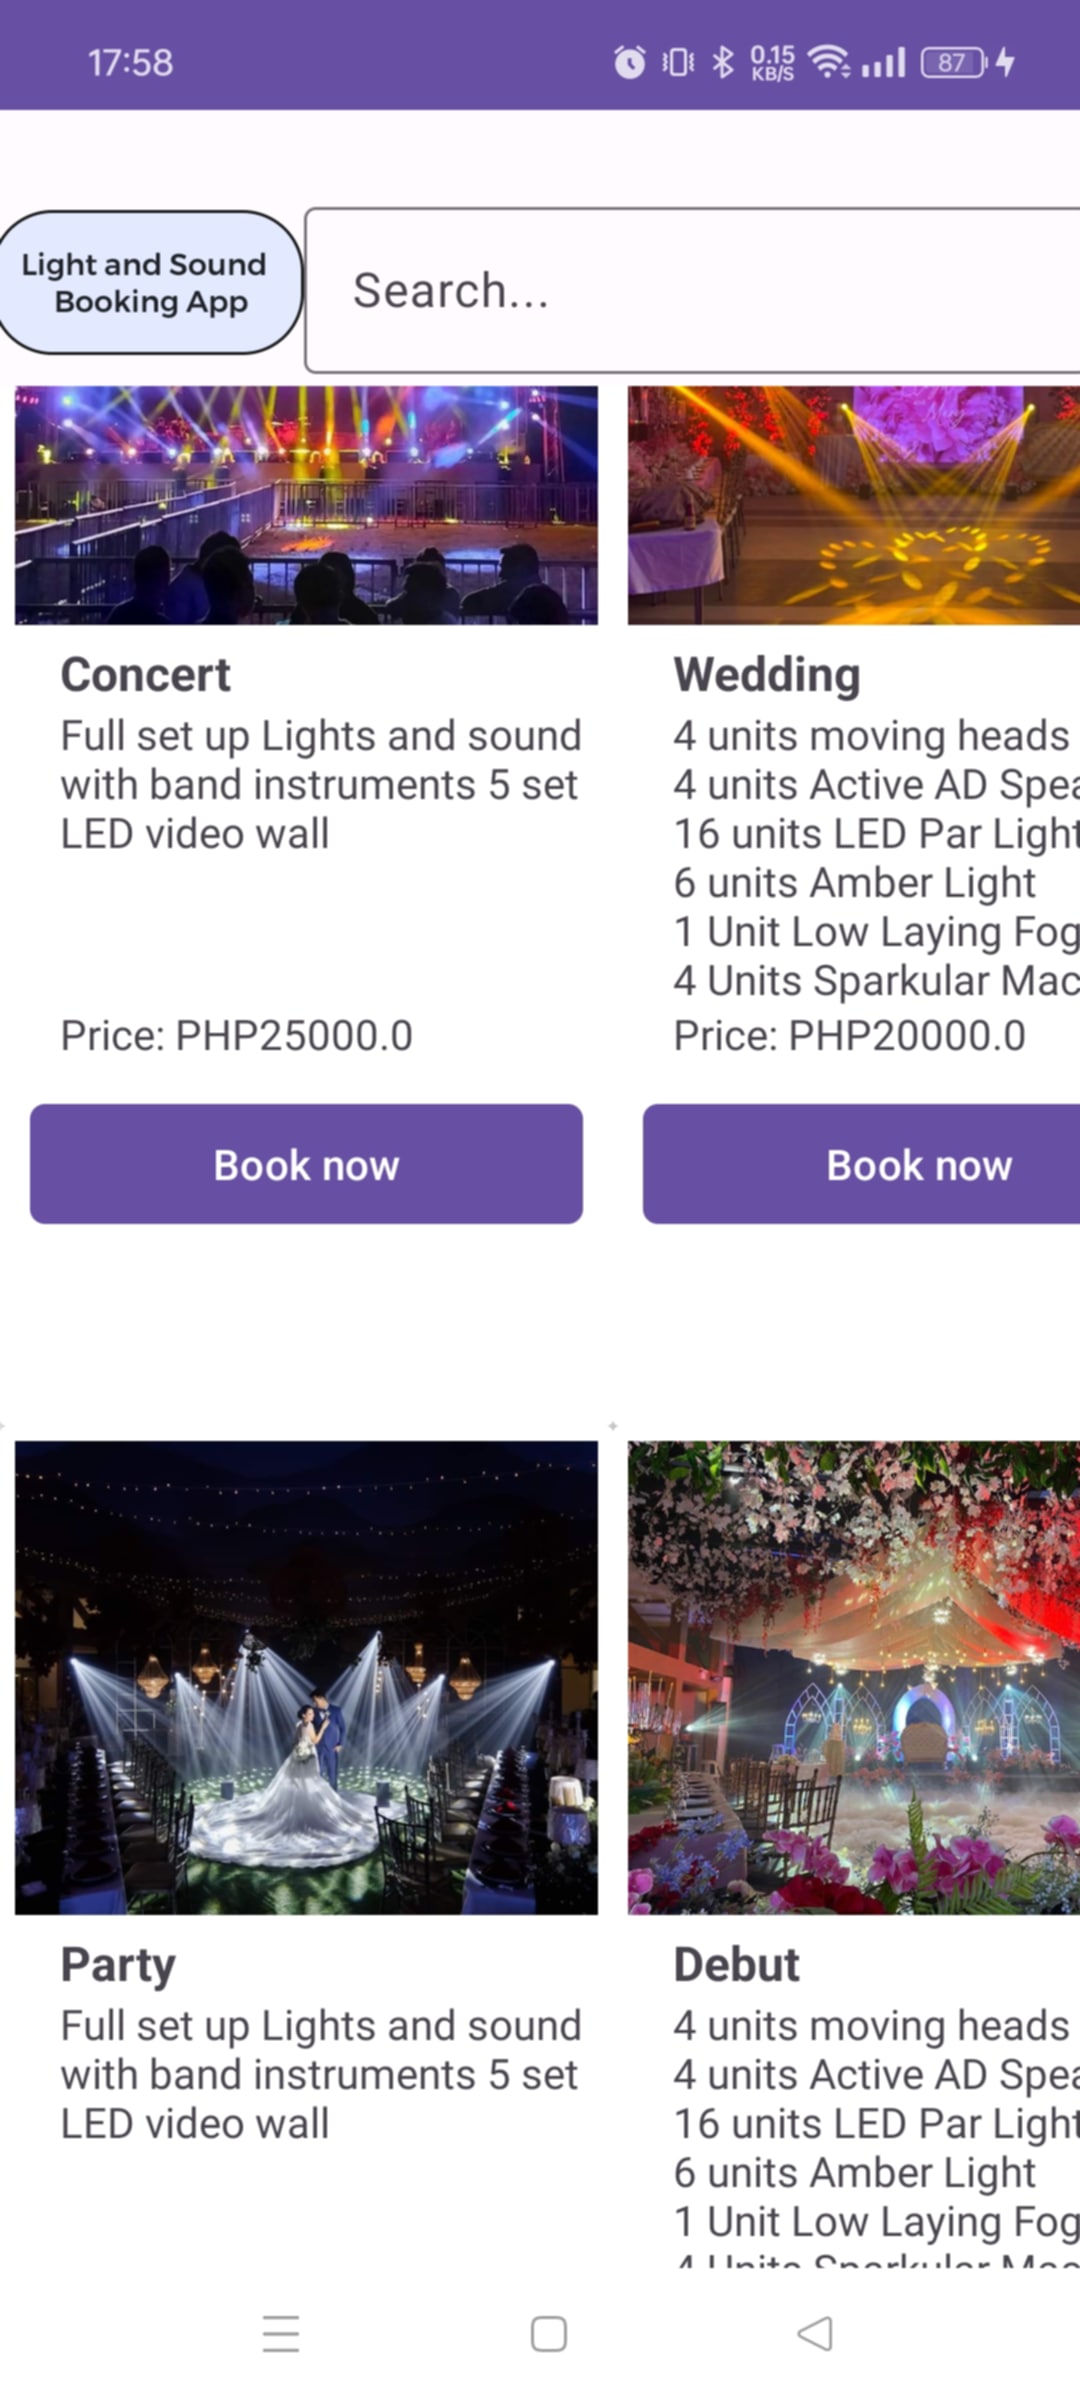 17:58
0.15
KB/S
87
Light and Sound
Booking App
Search...
Concert
Full set up Lights and sound
with band instruments 5 set
LED video wall
Price: PHP25000.0
Book now
Wedding
4 units moving heads
4 units Active AD Spea
16 units LED Par Light
6 units Amber Light
1 Unit Low Laying Fog
4 Units Sparkular Mac
Price: PHP20000.0
Book now
Party
Full set up Lights and sound
with band instruments 5 set
LED video wall
Debut
4 units moving heads
4 units Active AD Spea
16 units LED Par Light
6 units Amber Light
1 Unit Low Laying Fog
4 Units Sparkular Mac